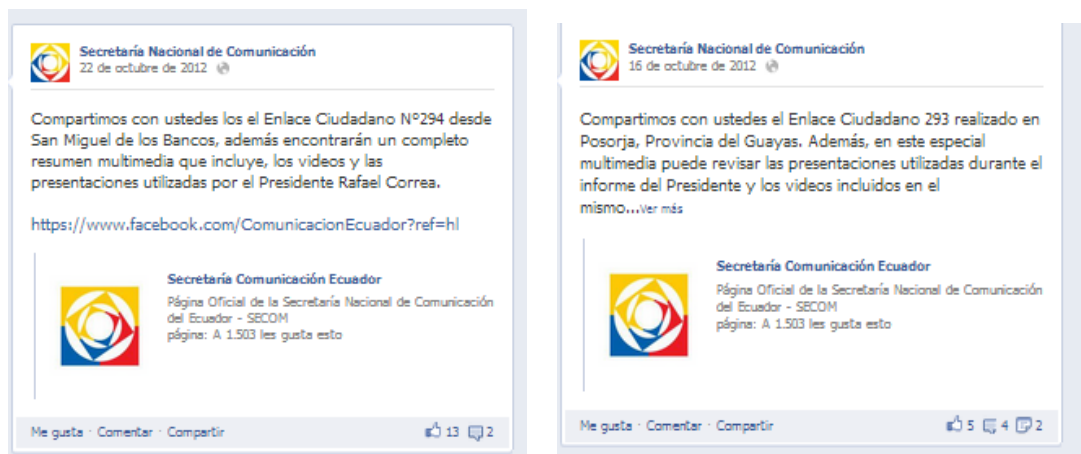 Secretaría Nacional de Comunicación
22 de octubre de 2012
Compartimos con ustedes los el Enlace Ciudadano Nº294 desde
San Miguel de los Bancos, además encontrarán un completo
resumen multimedia que incluye, los videos y las
presentaciones utilizadas por el Presidente Rafael Correa.
https://www.facebook.com/ComunicacionEcuador?ref=hl
Secretaría Comunicación Ecuador
Página Oficial de la Secretaría Nacional de Comunicación
del Ecuador - SECOM
página: A 1.503 les gusta esto
Me gusta · Comentar · Compartir 13 2
Secretaría Nacional de Comunicación
16 de octubre de 2012
Compartimos con ustedes el Enlace Ciudadano 293 realizado en
Posorja, Provincia del Guayas. Además, en este especial
multimedia puede revisar las presentaciones utilizadas durante el
informe del Presidente y los videos incluidos en el
mismo...Ver más
Secretaría Comunicación Ecuador
Página Oficial de la Secretaría Nacional de Comunicación
del Ecuador - SECOM
página: A 1.503 les gusta esto
Me gusta · Comentar · Compartir 5 4 2